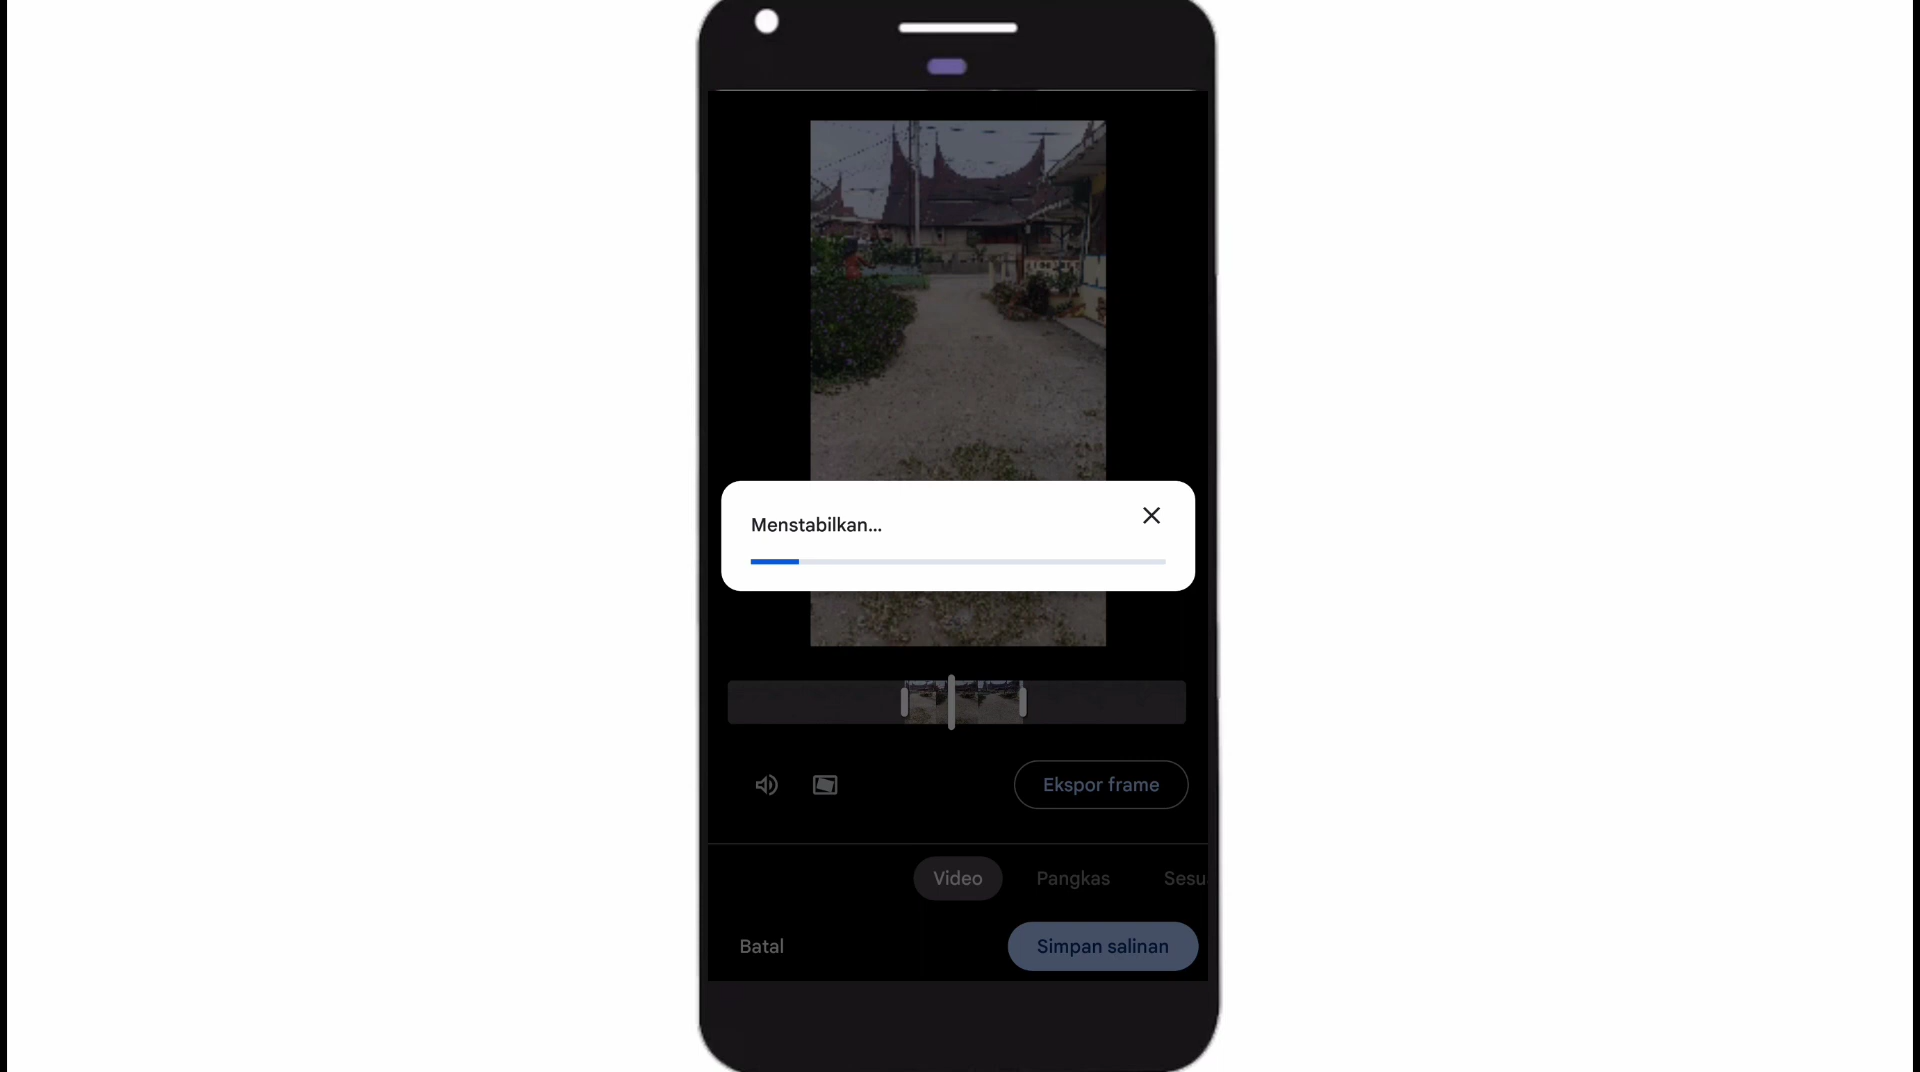 Menstabilkan...
Ekspor frame
Video
Pangkas
Sesu
Batal
Simpan salinan